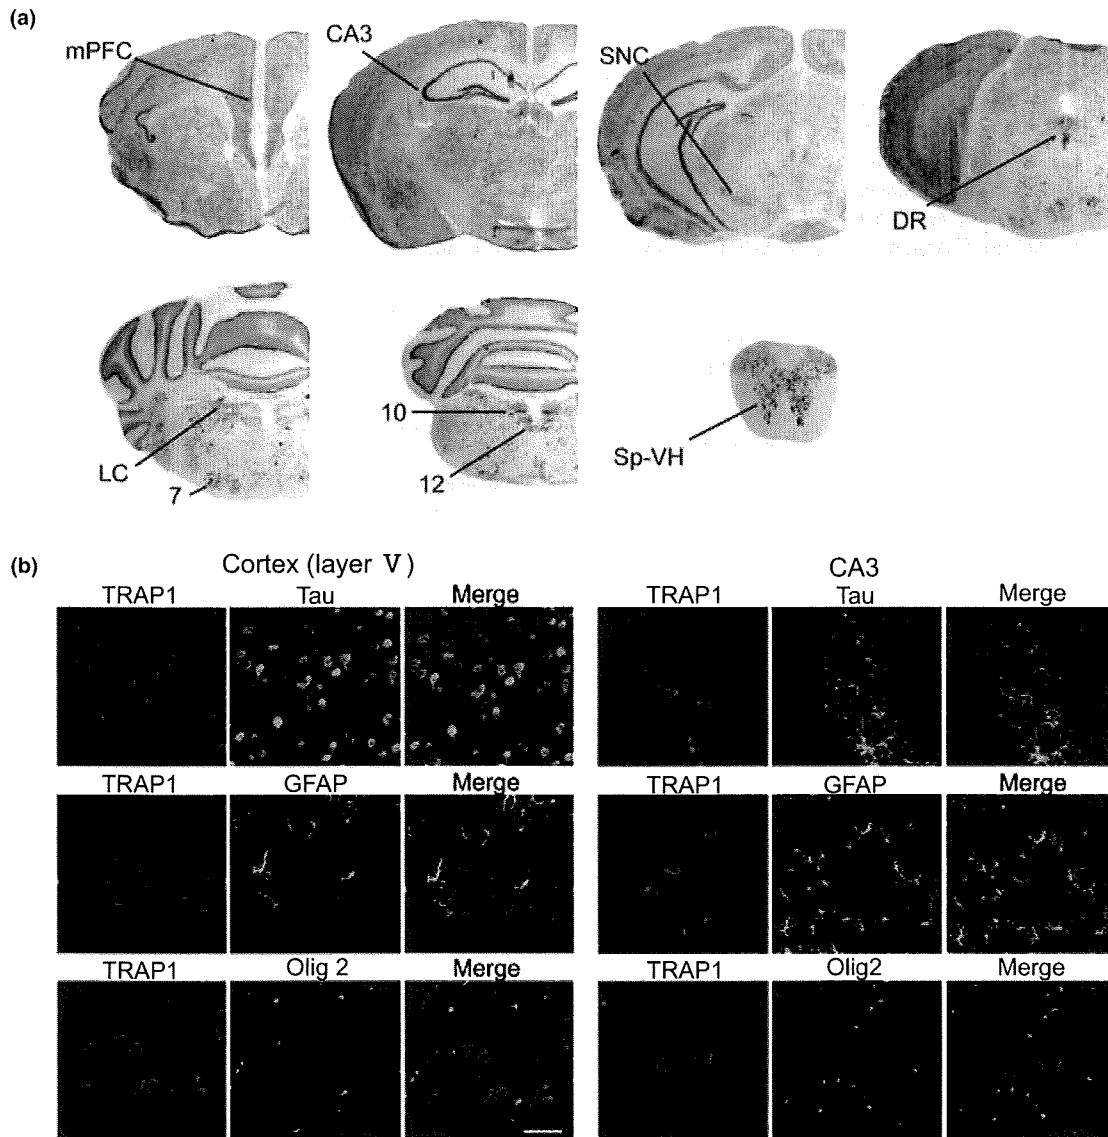 (a)
mPFC
CA3
SNC
DR
LC
7
10
12
Sp-VH
(b)
Cortex (layer V)
TRAP1 Tau Merge
TRAP1 GFAP Merge
TRAP1 Olig 2 Merge
CA3
TRAP1 Tau Merge
TRAP1 GFAP Merge
TRAP1 Olig2 Merge